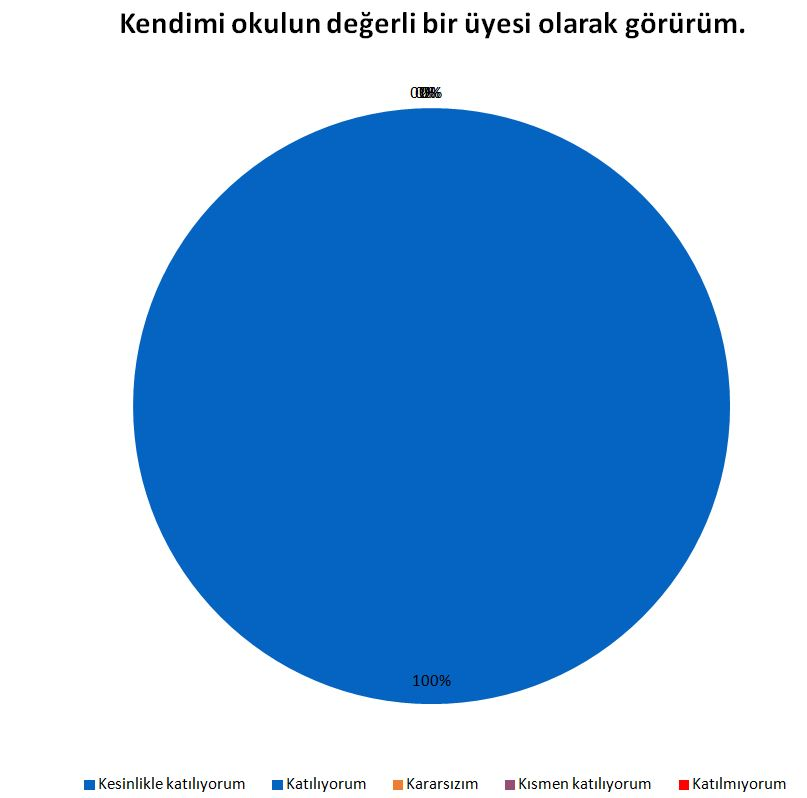 Kendimi okulun değerli bir üyesi olarak görürüm.
100%
Kesinlikle katılıyorum Katılıyorum Kararsızım Kısmen katılıyorum Katılmıyorum